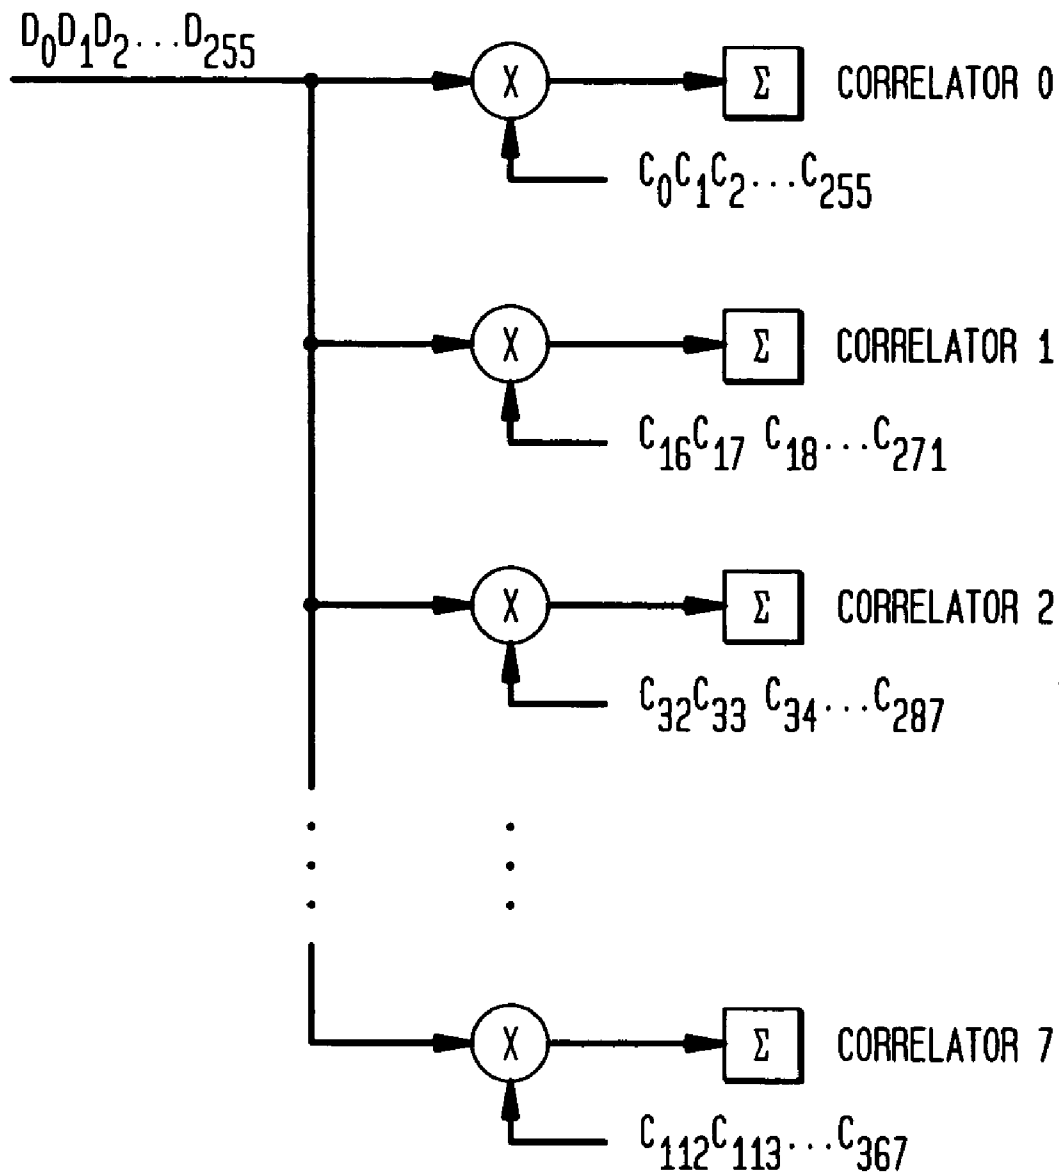 D₀D₁D₂...D₂₅₅
X
Σ
CORRELATOR 0
C₀C₁C₂...C₂₅₅
X
Σ
CORRELATOR 1
C₁₆C₁₇ C₁₈...C₂₇₁
X
Σ
CORRELATOR 2
C₃₂C₃₃ C₃₄...C₂₈₇
X
Σ
CORRELATOR 7
C₁₁₂C₁₁₃...C₃₆₇